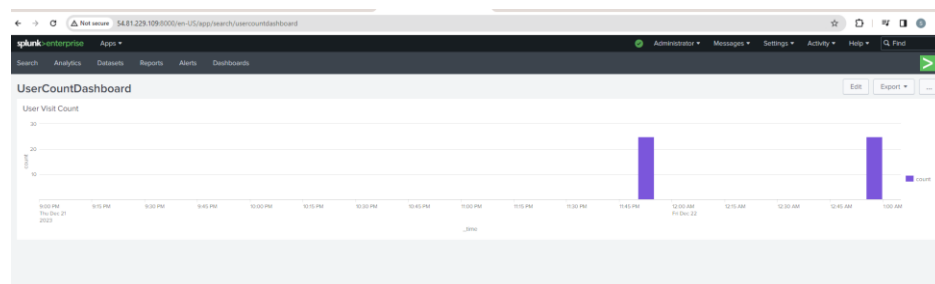 Not secure 54.81.229.109:8000/en-US/app/search/usercountdashboard
splunk>enterprise Apps Administrator Messages Settings Activity Help Find
Search Analytics Datasets Reports Alerts Dashboards
UserCountDashboard Edit Export ...
User Visit Count
30
20
10
count
count
9:00 PM 9:15 PM 9:30 PM 9:45 PM 10:00 PM 10:15 PM 10:30 PM 10:45 PM 11:00 PM 11:15 PM 11:30 PM 11:45 PM 12:00 AM 12:15 AM 12:30 AM 12:45 AM 1:00 AM
Thu Dec 21 Fri Dec 22
2023
_time